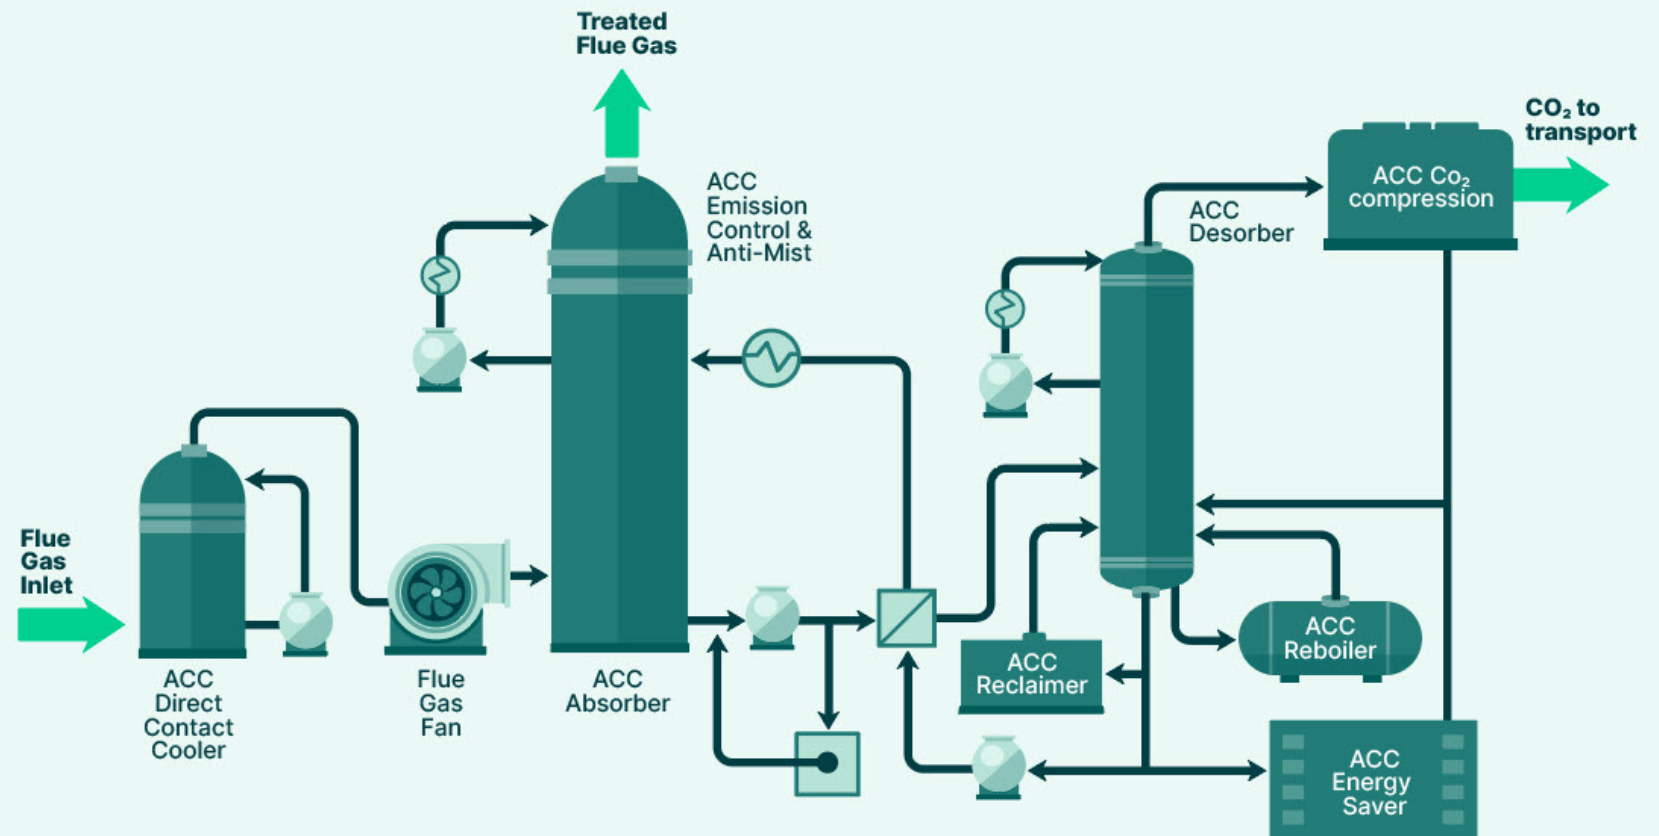 Treated
Flue Gas
CO₂ to
transport
ACC Co₂
compression
ACC
Emission
Control &
Anti-Mist
ACC
Desorber
Flue
Gas
Inlet
ACC
Direct
Contact
Cooler
Flue
Gas
Fan
ACC
Absorber
ACC
Reclaimer
ACC
Reboiler
ACC
Energy
Saver